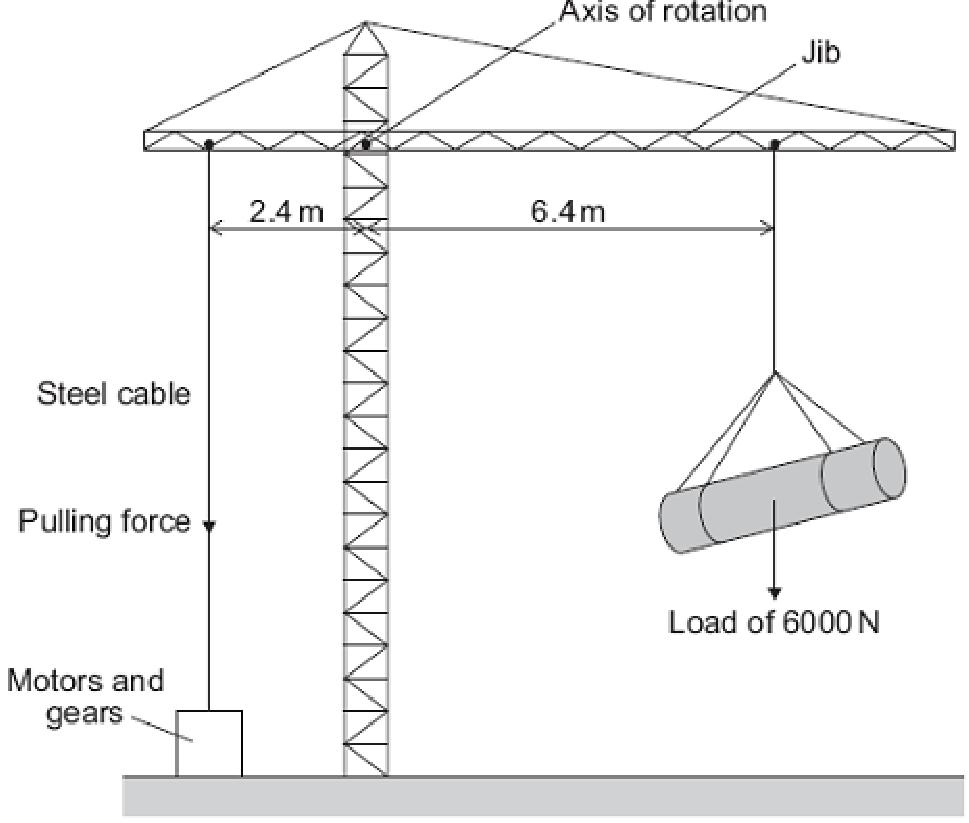 Axis of rotation
Jib
2.4 m
6.4 m
Steel cable
Pulling force
Load of 6000 N
Motors and
gears